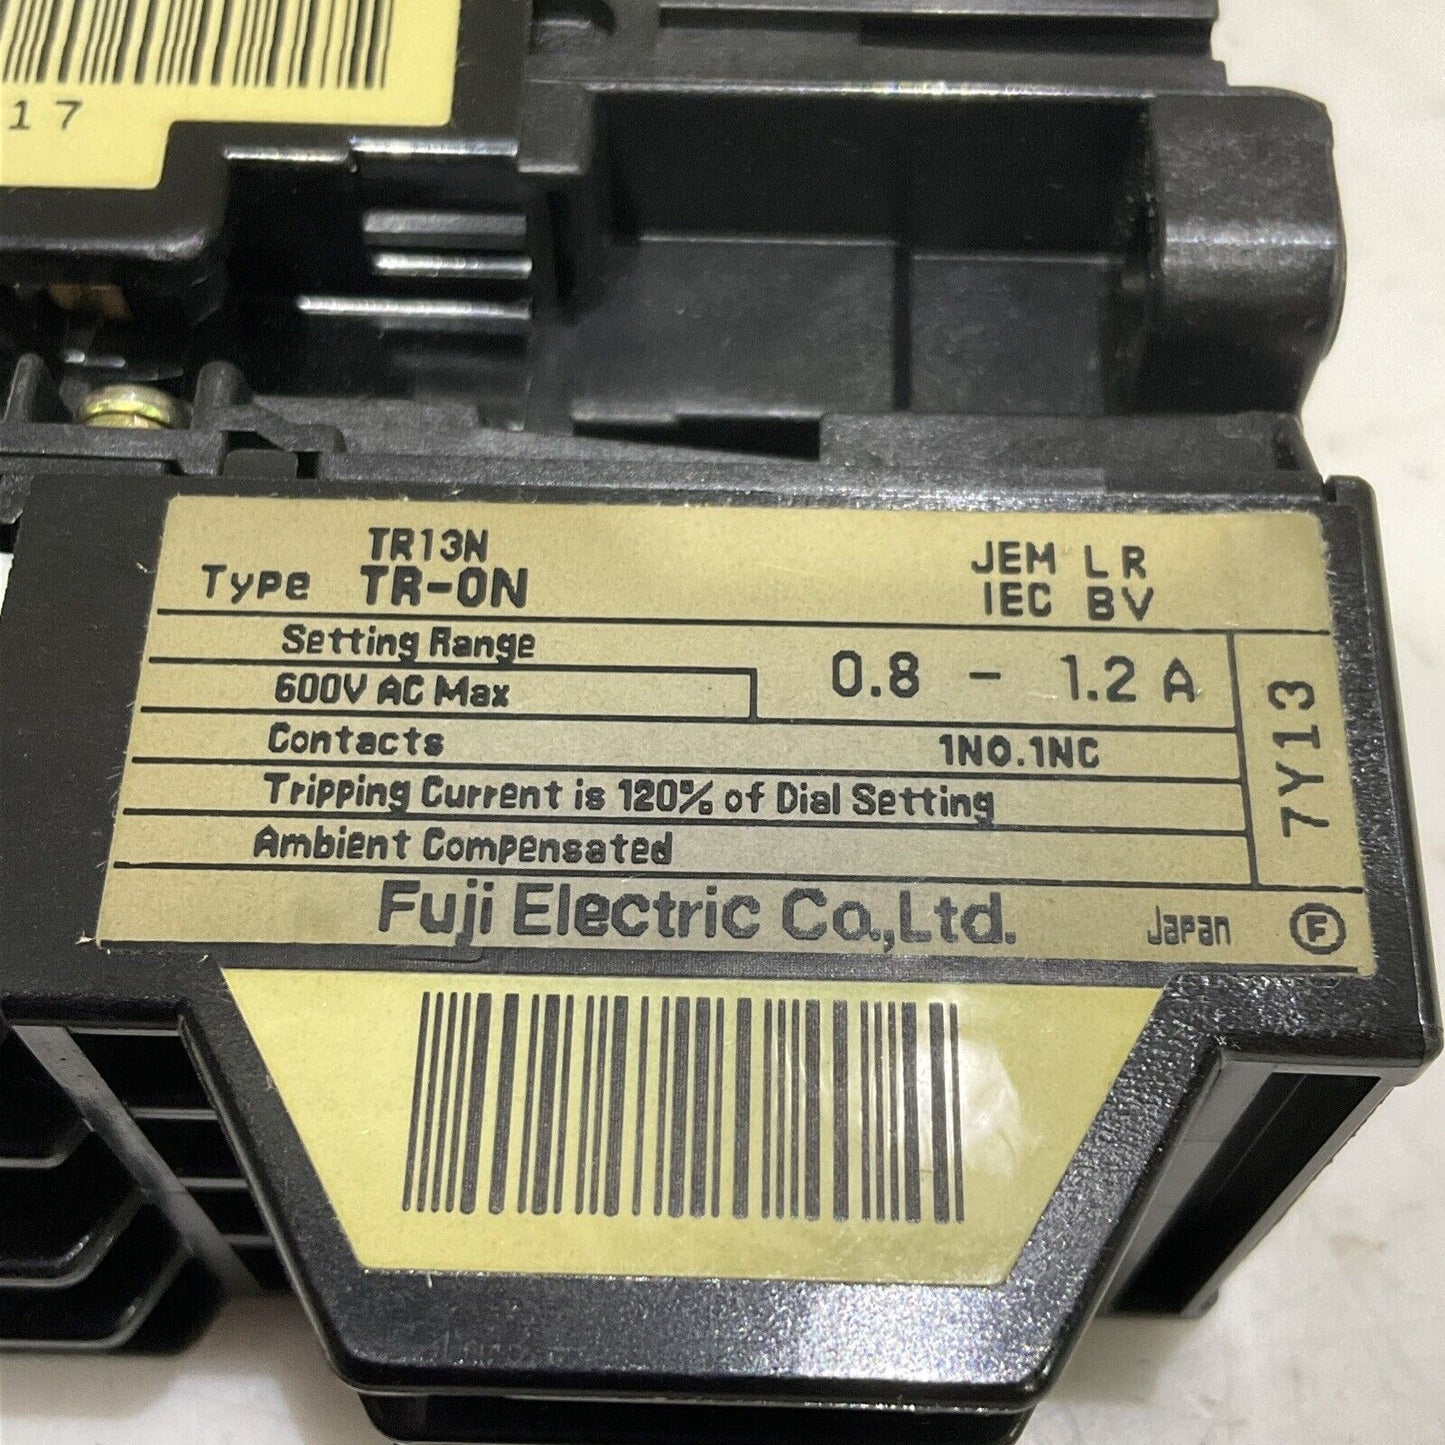 17
TR13N
Type TR-0N
JEM LR
IEC BV
Setting Range
600V AC Max
0.8 - 1.2 A
Contacts 1NO.1NC
Tripping Current is 120% of Dial Setting
Ambient Compensated
7Y13
Fuji Electric Co.,Ltd. Japan F